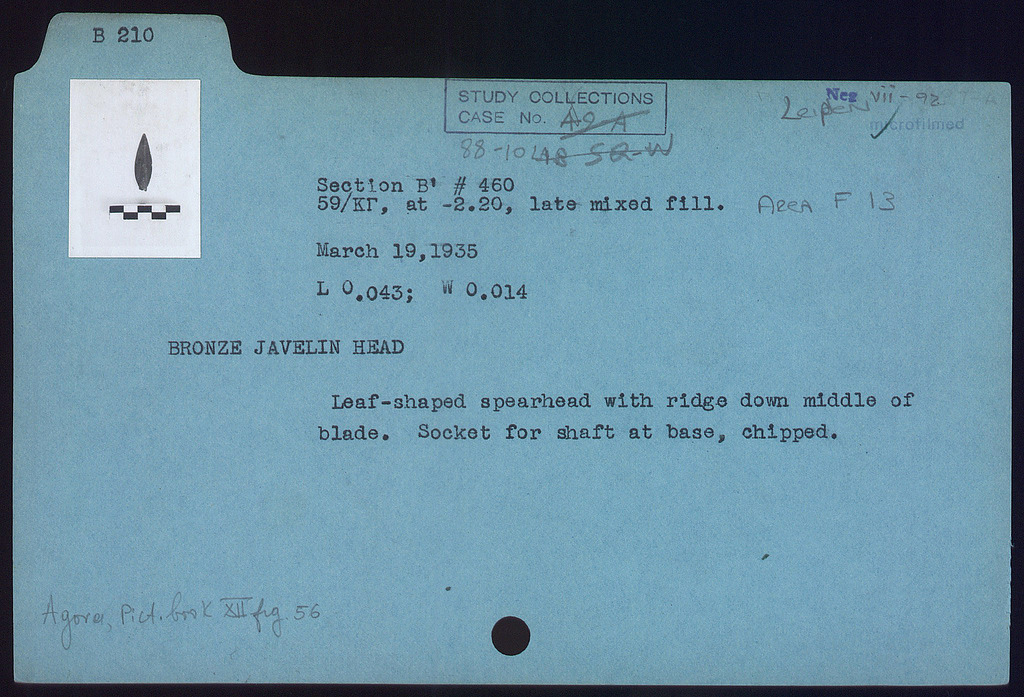 B 210
STUDY COLLECTIONS
CASE No. A9-A
Neg VII-92
Leipen
microfilmed
88-10
48 SQ-W
Section B' # 460
59/ΚΓ, at -2.20, late mixed fill. AREA F 13
March 19,1935
L 0.043; W 0.014
BRONZE JAVELIN HEAD
Leaf-shaped spearhead with ridge down middle of
blade. Socket for shaft at base, chipped.
Agora, Pict. book XII fig. 56